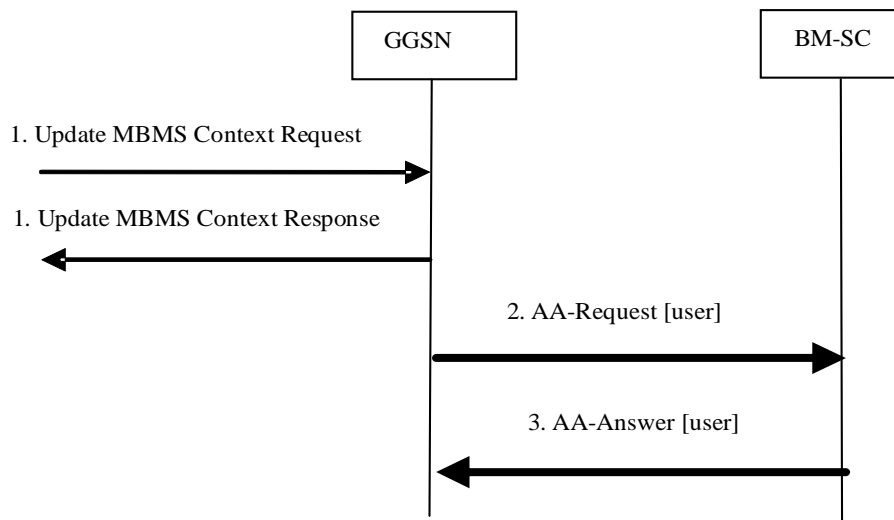 GGSN
BM-SC
1. Update MBMS Context Request
1. Update MBMS Context Response
2. AA-Request [user]
3. AA-Answer [user]